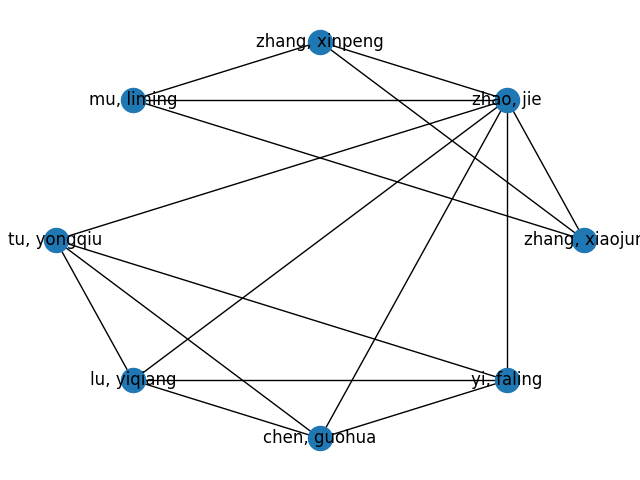 zhang, xinpeng
mu, liming
zhao, jie
tu, yongqiu
zhang, xiaojun
lu, yiqiang
yi, faling
chen, guohua